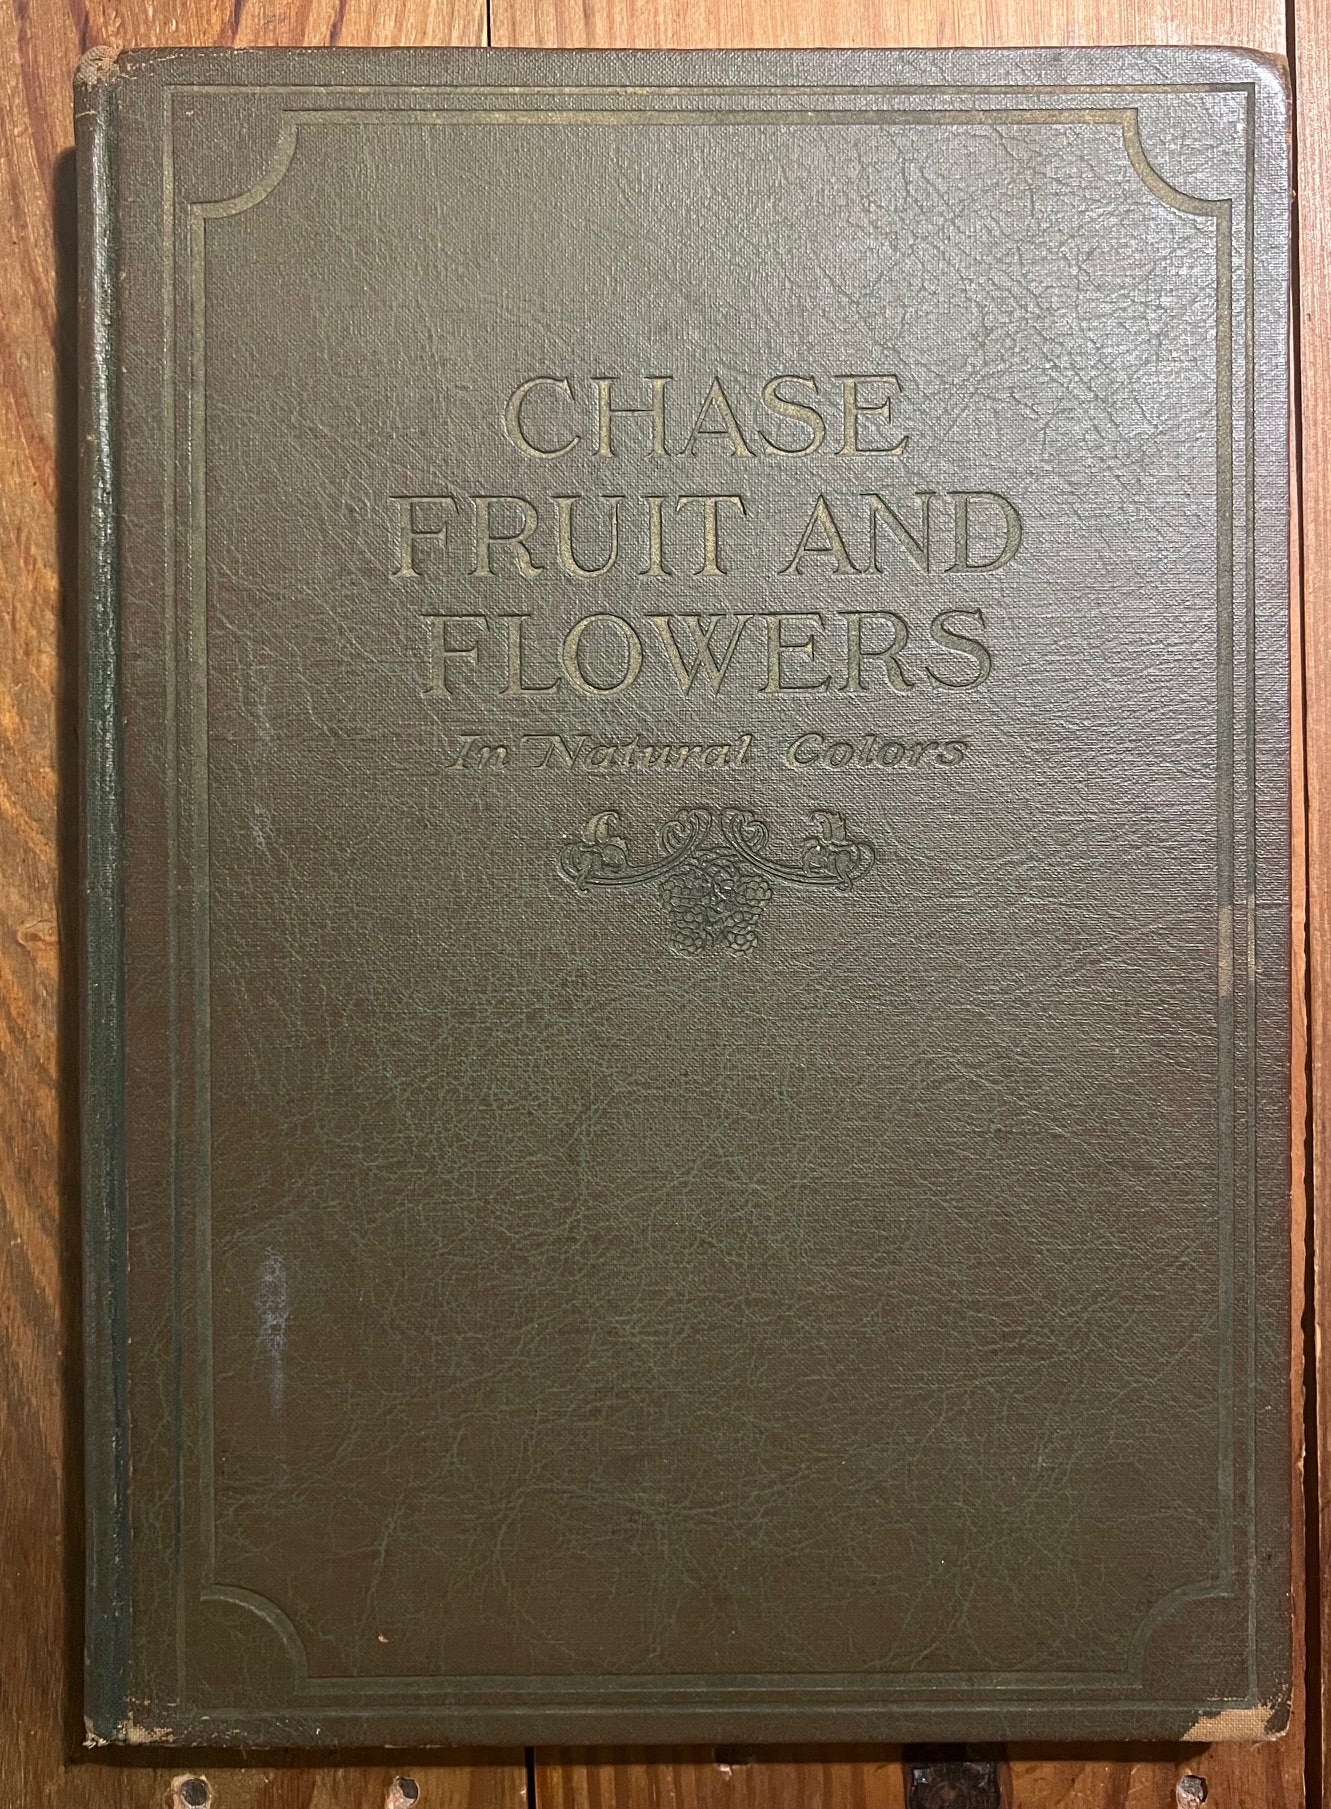 CHASE
FRUIT AND
FLOWERS
In Natural Colors